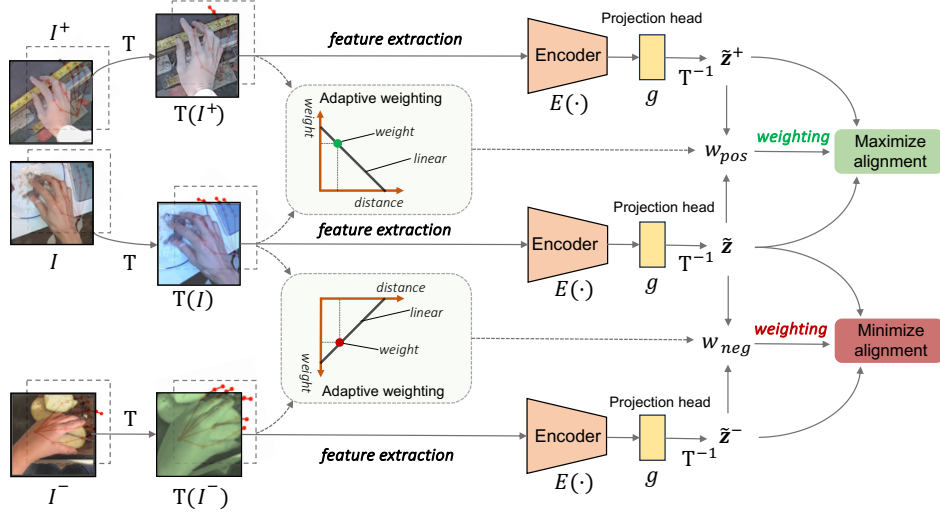 I⁺
T
T(I⁺)
feature extraction
Encoder
E(·)
Projection head
g
T⁻¹
z̃⁺
Adaptive weighting
weight
weight
linear
distance
w_pos
weighting
Maximize
alignment
I
T
T(I)
feature extraction
Encoder
E(·)
Projection head
g
T⁻¹
z̃
distance
linear
weight
weight
Adaptive weighting
w_neg
weighting
Minimize
alignment
I⁻
T
T(I⁻)
feature extraction
Encoder
E(·)
Projection head
g
T⁻¹
z̃⁻